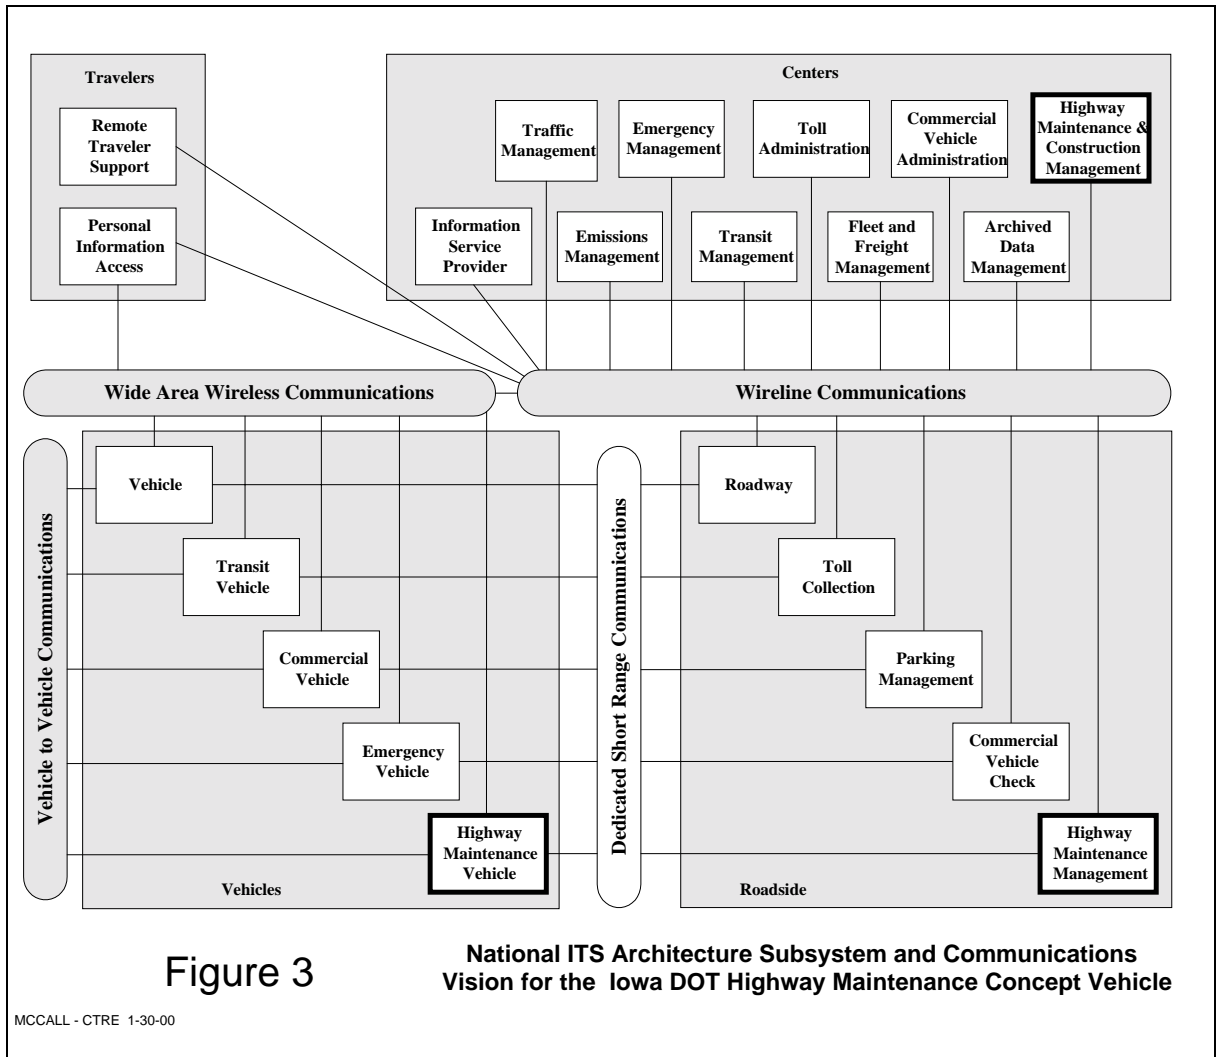 Travelers
Remote
Traveler
Support
Personal
Information
Access
Centers
Traffic
Management
Emergency
Management
Toll
Administration
Commercial
Vehicle
Administration
Highway
Maintenance &
Construction
Management
Information
Service
Provider
Emissions
Management
Transit
Management
Fleet and
Freight
Management
Archived
Data
Management
Wide Area Wireless Communications
Wireline Communications
Vehicle to Vehicle Communications
Vehicle
Transit
Vehicle
Commercial
Vehicle
Emergency
Vehicle
Highway
Maintenance
Vehicle
Vehicles
Dedicated Short Range Communications
Roadway
Toll
Collection
Parking
Management
Commercial
Vehicle
Check
Highway
Maintenance
Management
Roadside
Figure 3
National ITS Architecture Subsystem and Communications
Vision for the Iowa DOT Highway Maintenance Concept Vehicle
MCCALL - CTRE 1-30-00